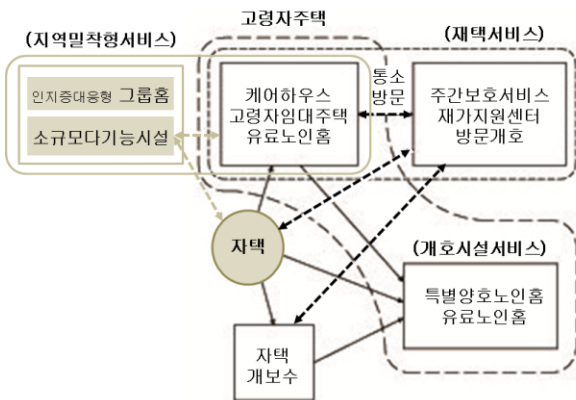 고령자주택
(지역밀착형서비스)
(재택서비스)
인지증대응형 그룹홈
소규모다기능시설
케어하우스
고령자임대주택
유료노인홈
통소
방문
주간보호서비스
재가지원센터
방문개호
자택
(개호시설서비스)
특별양호노인홈
유료노인홈
자택
개보수